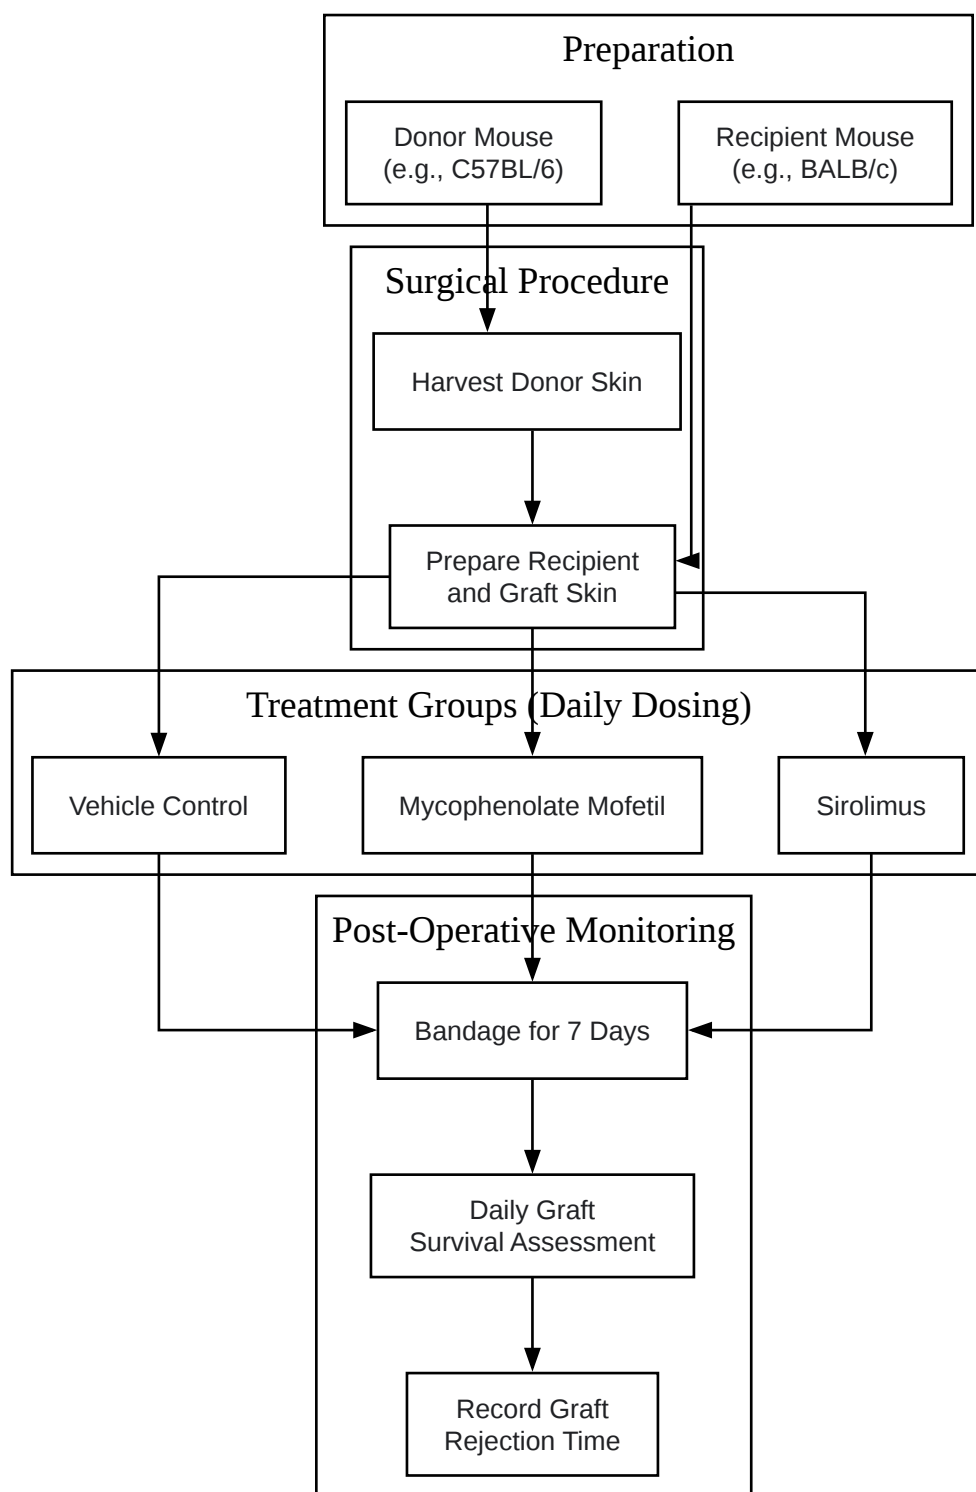 Preparation
Donor Mouse
(e.g., C57BL/6)
Recipient Mouse
(e.g., BALB/c)
Surgical Procedure
Harvest Donor Skin
Prepare Recipient
and Graft Skin
Treatment Groups (Daily Dosing)
Vehicle Control
Mycophenolate Mofetil
Sirolimus
Post-Operative Monitoring
Bandage for 7 Days
Daily Graft
Survival Assessment
Record Graft
Rejection Time